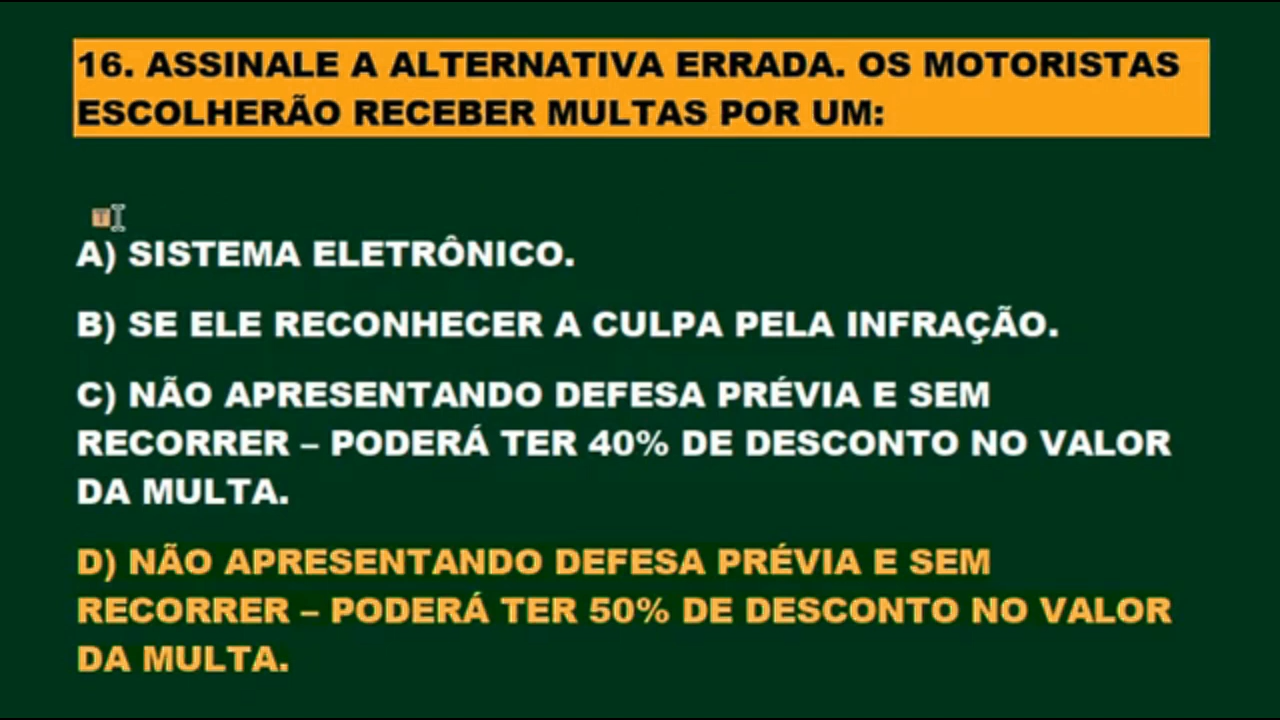 16. ASSINALE A ALTERNATIVA ERRADA. OS MOTORISTAS
ESCOLHERÃO RECEBER MULTAS POR UM:
A) SISTEMA ELETRÔNICO.
B) SE ELE RECONHECER A CULPA PELA INFRAÇÃO.
C) NÃO APRESENTANDO DEFESA PRÉVIA E SEM
RECORRER – PODERÁ TER 40% DE DESCONTO NO VALOR
DA MULTA.
D) NÃO APRESENTANDO DEFESA PRÉVIA E SEM
RECORRER – PODERÁ TER 50% DE DESCONTO NO VALOR
DA MULTA.